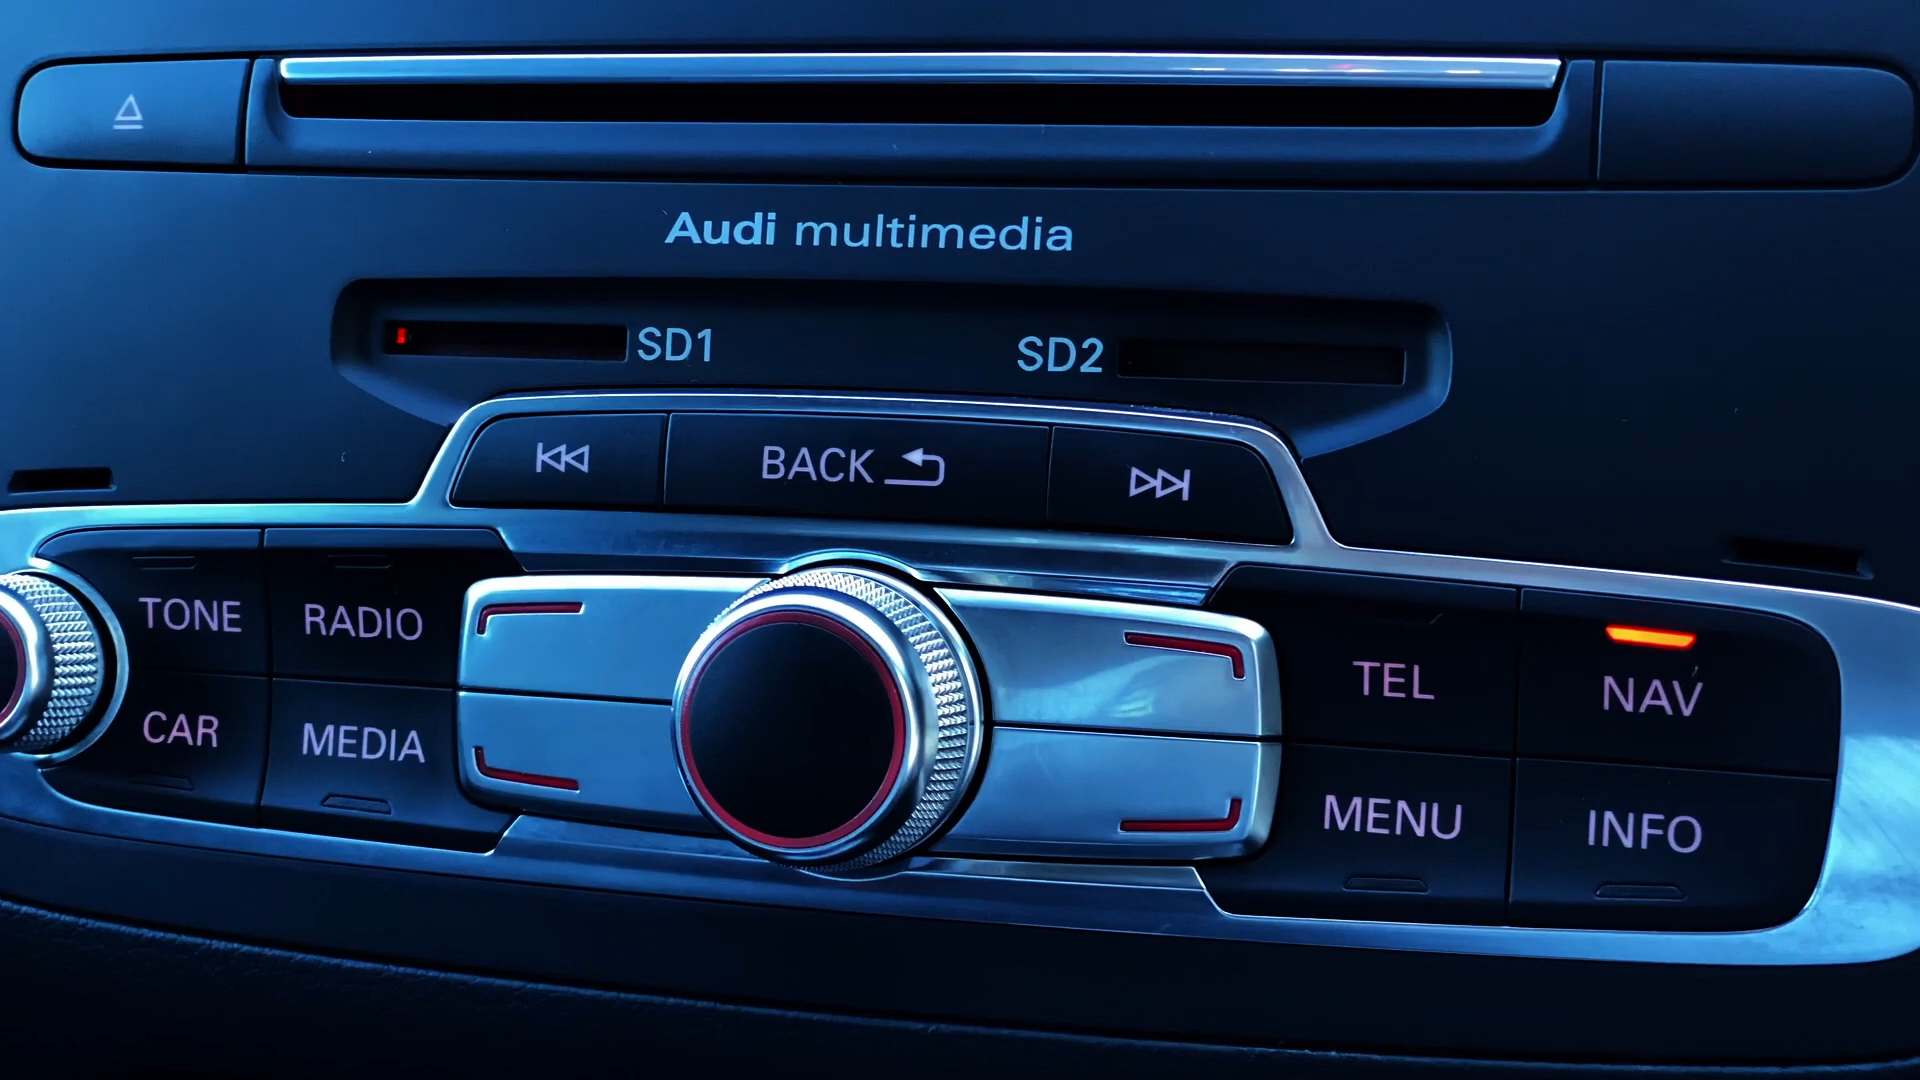 Audi multimedia
SD1
SD2
BACK
TONE
RADIO
TEL
NAV
CAR
MEDIA
MENU
INFO